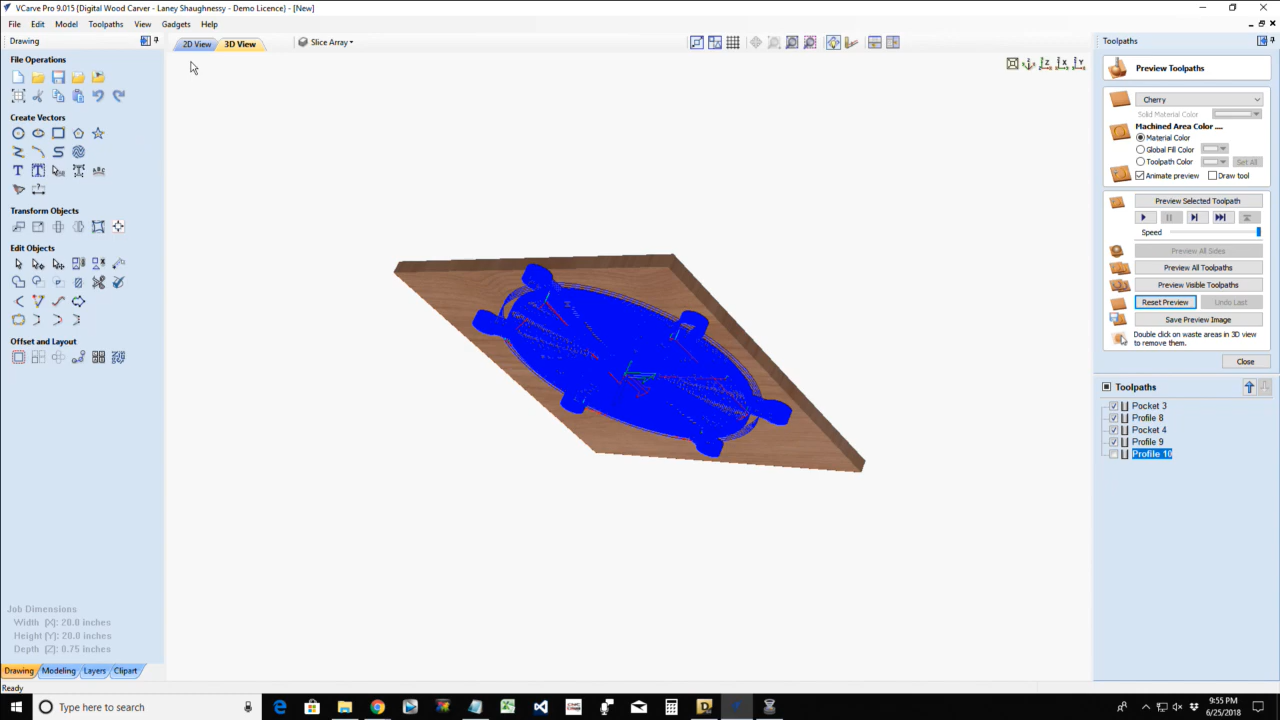 VCarve Pro 9.015 {Digital Wood Carver - Laney Shaughnessy - Demo Licence} - [New]
File Edit Model Toolpaths View Gadgets Help
Drawing
2D View 3D View Slice Array
Toolpaths
File Operations
Create Vectors
Transform Objects
Edit Objects
Offset and Layout
Job Dimensions
Width (X): 20.0 inches
Height (Y): 20.0 inches
Depth (Z): 0.75 inches
Drawing Modeling Layers Clipart
Ready
Preview Toolpaths
Cherry
Solid Material Color
Machined Area Color ....
Material Color
Global Fill Color
Toolpath Color Set All
Animate preview Draw tool
Preview Selected Toolpath
Speed
Preview All Sides
Preview All Toolpaths
Preview Visible Toolpaths
Reset Preview Undo Last
Save Preview Image
Double click on waste areas in 3D view
to remove them.
Close
Toolpaths
Pocket 3
Profile 8
Pocket 4
Profile 9
Profile 10
Type here to search
9:55 PM
6/25/2018